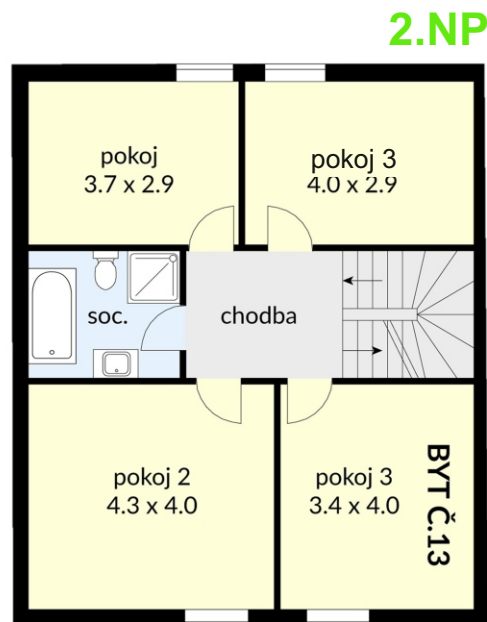 2.NP
pokoj
3.7 x 2.9
pokoj 3
4.0 x 2.9
soc.
chodba
pokoj 2
4.3 x 4.0
pokoj 3
3.4 x 4.0
BYT Č.13